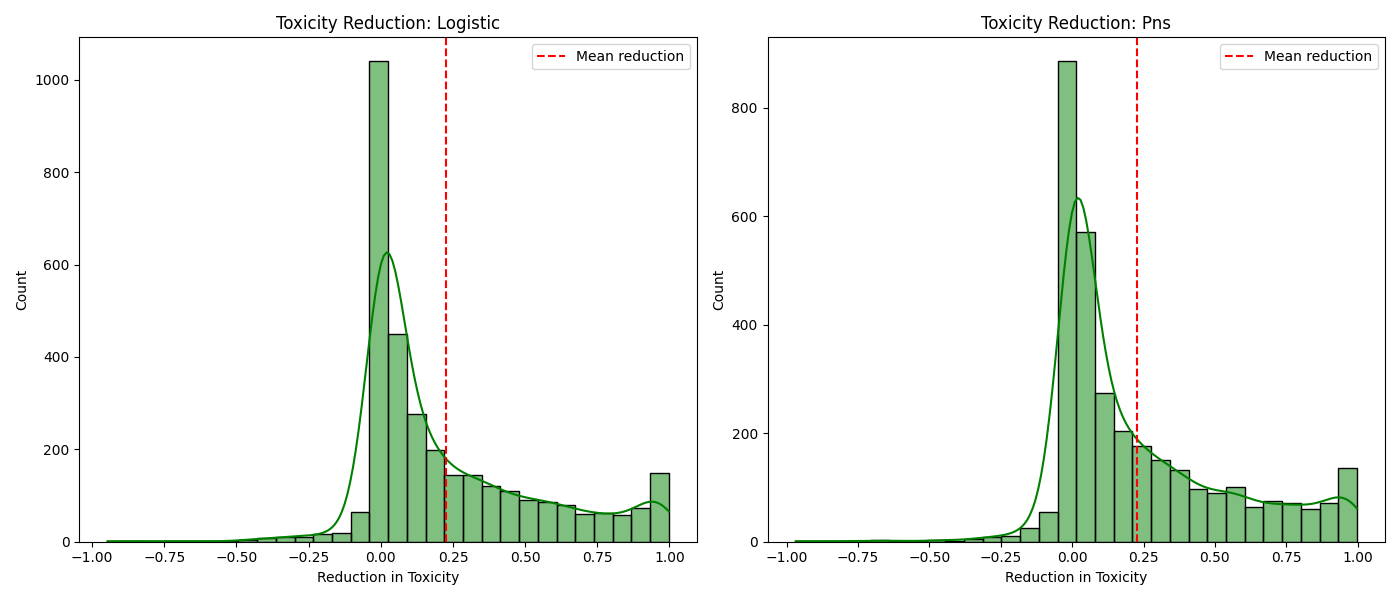 Toxicity Reduction: Logistic
Mean reduction
Count
1000
800
600
400
200
0
−1.00 −0.75 −0.50 −0.25 0.00 0.25 0.50 0.75 1.00
Reduction in Toxicity
Toxicity Reduction: Pns
Mean reduction
Count
800
600
400
200
0
−1.00 −0.75 −0.50 −0.25 0.00 0.25 0.50 0.75 1.00
Reduction in Toxicity